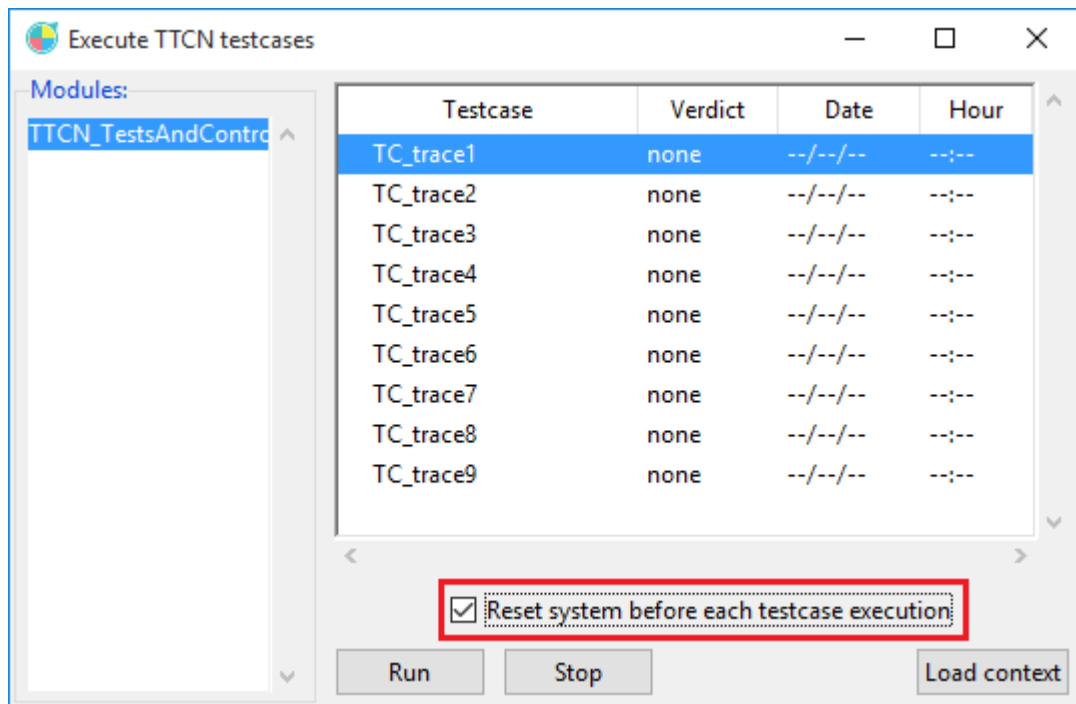 Execute TTCN testcases
Modules:
TTCN_TestsAndContro
Testcase Verdict Date Hour
TC_trace1 none --/--/-- --:--
TC_trace2 none --/--/-- --:--
TC_trace3 none --/--/-- --:--
TC_trace4 none --/--/-- --:--
TC_trace5 none --/--/-- --:--
TC_trace6 none --/--/-- --:--
TC_trace7 none --/--/-- --:--
TC_trace8 none --/--/-- --:--
TC_trace9 none --/--/-- --:--
Reset system before each testcase execution
Run Stop Load context